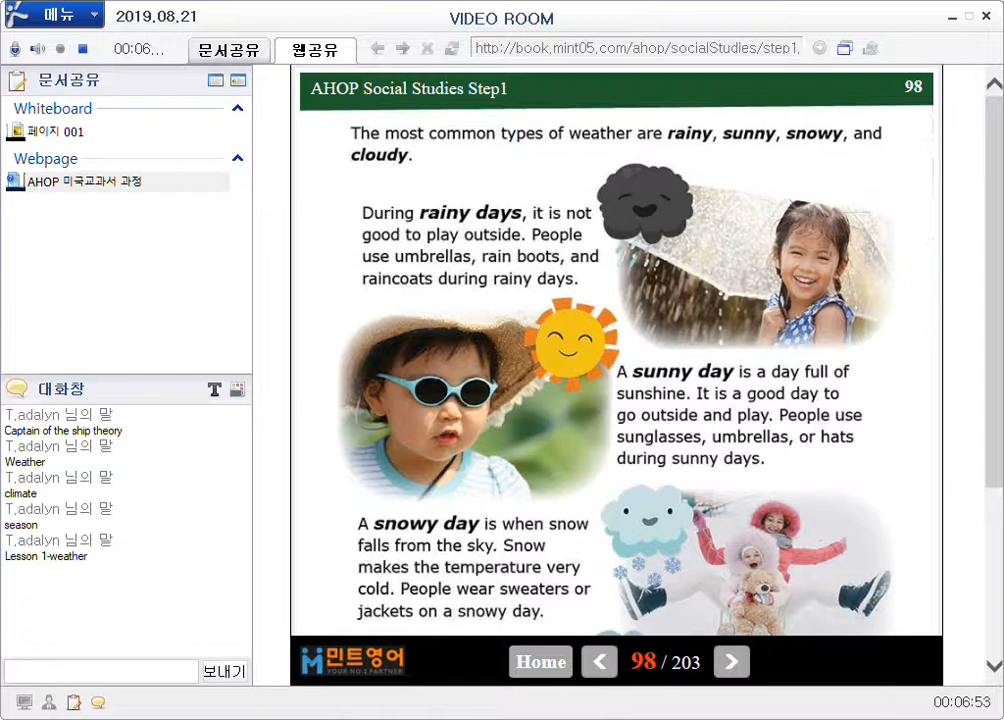 메뉴
2019.08.21
VIDEO ROOM
00:06...
문서공유
웹공유
http://book.mint05.com/ahop/socialStudies/step1,
문서공유
Whiteboard
페이지 001
Webpage
AHOP 미국교과서 과정
대화창
T
T.adalyn 님의 말
Captain of the ship theory
T.adalyn 님의 말
Weather
T.adalyn 님의 말
climate
T.adalyn 님의 말
season
T.adalyn 님의 말
Lesson 1-weather
보내기
AHOP Social Studies Step1
98
The most common types of weather are rainy, sunny, snowy, and
cloudy.
During rainy days, it is not
good to play outside. People
use umbrellas, rain boots, and
raincoats during rainy days.
A sunny day is a day full of
sunshine. It is a good day to
go outside and play. People use
sunglasses, umbrellas, or hats
during sunny days.
A snowy day is when snow
falls from the sky. Snow
makes the temperature very
cold. People wear sweaters or
jackets on a snowy day.
민트영어
YOUR NO.1 PARTNER
Home
98 / 203
00:06:53